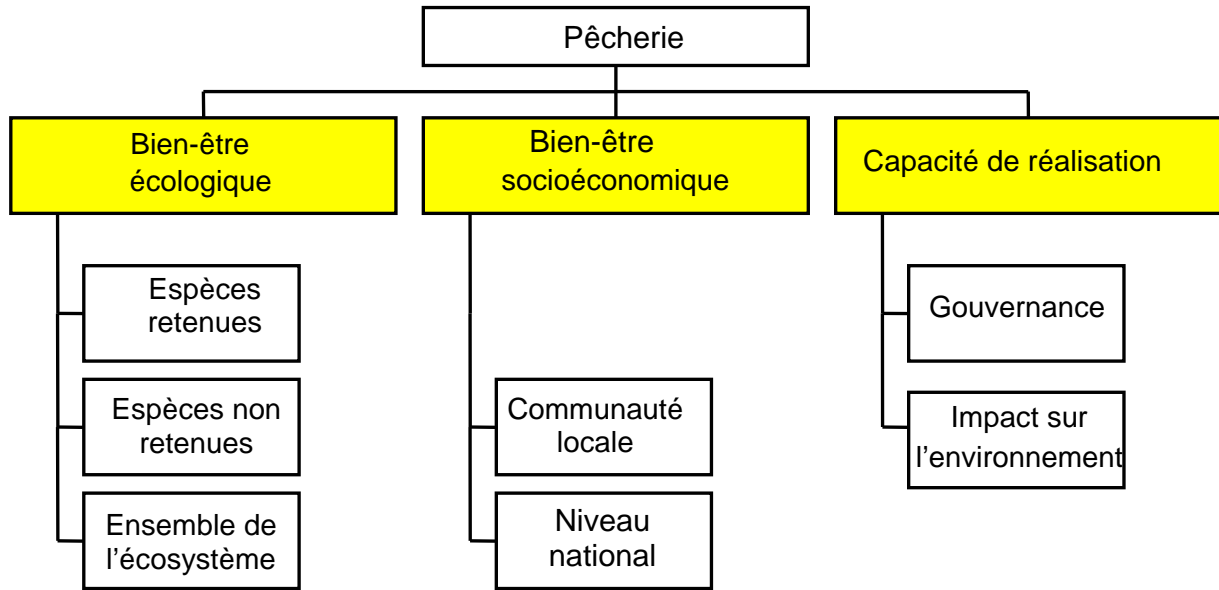 Pêcherie
Bien-être
écologique
Bien-être
socioéconomique
Capacité de réalisation
Espèces
retenues
Espèces non
retenues
Ensemble de
l’écosystème
Communauté
locale
Niveau
national
Gouvernance
Impact sur
l’environnement